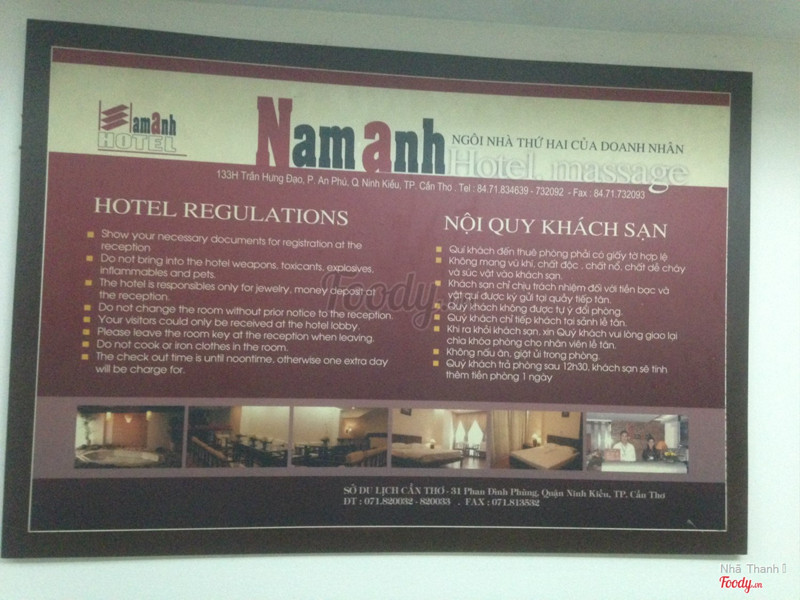 Namanh
HOTEL
Nam anh
NGÔI NHÀ THỨ HAI CỦA DOANH NHÂN
Hotel, massage
133H Trần Hưng Đạo, P. An Phú, Q. Ninh Kiều, TP. Cần Thơ . Tel : 84.71.834639 - 732092 - Fax : 84.71.732093
HOTEL REGULATIONS
Show your necessary documents for registration at the
reception
Do not bring into the hotel weapons, toxicants, explosives,
inflammables and pets.
The hotel is responsibles only for jewelry, money deposit at
the reception.
Do not change the room without prior notice to the reception.
Your visitors could only be received at the hotel lobby.
Please leave the room key at the reception when leaving.
Do not cook or iron clothes in the room.
The check out time is until noontime, otherwise one extra day
will be charge for.
NỘI QUY KHÁCH SẠN
Quí khách đến thuê phòng phải có giấy tờ hợp lệ
Không mang vũ khí, chất độc , chất nổ, chất dễ cháy
và súc vật vào khách sạn.
Khách sạn chỉ chịu trách nhiệm đối với tiền bạc và
vật quí được ký gửi tại quầy tiếp tân.
Quý khách không được tự ý đổi phòng.
Quý khách chỉ tiếp khách tại sảnh lễ tân.
Khi ra khỏi khách sạn, xin Quý khách vui lòng giao lại
chìa khóa phòng cho nhân viên lễ tân.
Không nấu ăn, giặt ủi trong phòng.
Quý khách trả phòng sau 12h30, khách sạn sẽ tính
thêm tiền phòng 1 ngày
Foody.vn
SỞ DU LỊCH CẦN THƠ - 31 Phan Đình Phùng, Quận Ninh Kiều, TP. Cần Thơ
ĐT : 071.820032 - 820033 . FAX : 071.813532
Nhã Thanh
Foody.vn